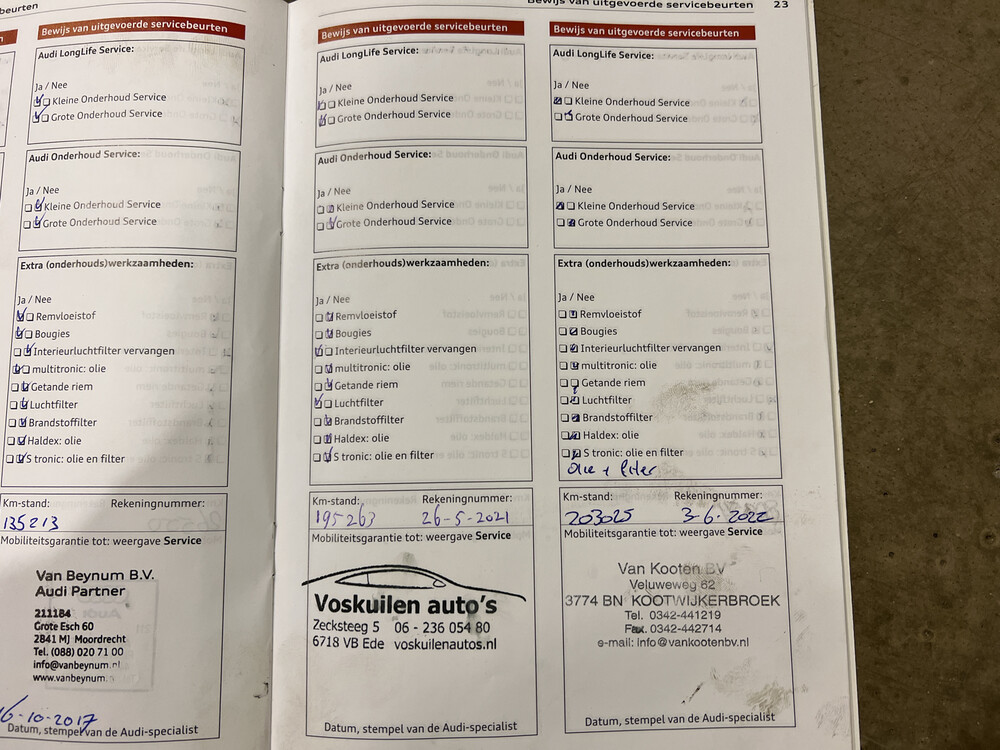 beurten
Bewijs van uitgevoerde servicebeurten 23
Bewijs van uitgevoerde servicebeurten
Audi LongLife Service:
Ja / Nee
Kleine Onderhoud Service
Grote Onderhoud Service
Audi Onderhoud Service:
Ja / Nee
Kleine Onderhoud Service
Grote Onderhoud Service
Extra (onderhouds)werkzaamheden:
Ja / Nee
Remvloeistof
Bougies
Interieurluchtfilter vervangen
multitronic: olie
Getande riem
Luchtfilter
Brandstoffilter
Haldex: olie
S tronic: olie en filter
Km-stand: Rekeningnummer:
135213
Mobiliteitsgarantie tot: weergave Service
Van Beynum B.V.
Audi Partner
211184
Grote Esch 60
2841 MJ Moordrecht
Tel. (088) 020 71 00
info@vanbeynum.nl
www.vanbeynum.
6-10-2017
Datum, stempel van de Audi-specialist
Bewijs van uitgevoerde servicebeurten
Audi LongLife Service:
Ja / Nee
Kleine Onderhoud Service
Grote Onderhoud Service
Audi Onderhoud Service:
Ja / Nee
Kleine Onderhoud Service
Grote Onderhoud Service
Extra (onderhouds)werkzaamheden:
Ja / Nee
Remvloeistof
Bougies
Interieurluchtfilter vervangen
multitronic: olie
Getande riem
Luchtfilter
Brandstoffilter
Haldex: olie
S tronic: olie en filter
Km-stand: Rekeningnummer:
195263 26-5-2021
Mobiliteitsgarantie tot: weergave Service
Voskuilen auto's
Zecksteeg 5 06 - 236 054 80
6718 VB Ede voskuilenautos.nl
Datum, stempel van de Audi-specialist
Bewijs van uitgevoerde servicebeurten
Audi LongLife Service:
Ja / Nee
Kleine Onderhoud Service
Grote Onderhoud Service
Audi Onderhoud Service:
Ja / Nee
Kleine Onderhoud Service
Grote Onderhoud Service
Extra (onderhouds)werkzaamheden:
Ja / Nee
Remvloeistof
Bougies
Interieurluchtfilter vervangen
multitronic: olie
Getande riem
Luchtfilter
Brandstoffilter
Haldex: olie
S tronic: olie en filter
olie + filter
Km-stand: Rekeningnummer:
203025 3-6-2022
Mobiliteitsgarantie tot: weergave Service
Van Kooten BV
Veluweweg 62
3774 BN KOOTWIJKERBROEK
Tel. 0342-441219
Fax. 0342-442714
e-mail: info@vankootenbv.nl
Datum, stempel van de Audi-specialist